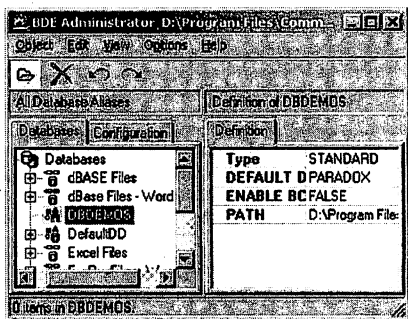 BDE Administrator D:\Program Files\Comm...
Object Edit View Options Help
All Database Aliases
Definition of DBDEMOS
Databases Configuration
Definition
Databases
dBASE Files
dBase Files - Word
DBDEMOS
DefaultDD
Excel Files
Type STANDARD
DEFAULT D PARADOX
ENABLE BC FALSE
PATH D:\Program File
0 items in DBDEMOS.